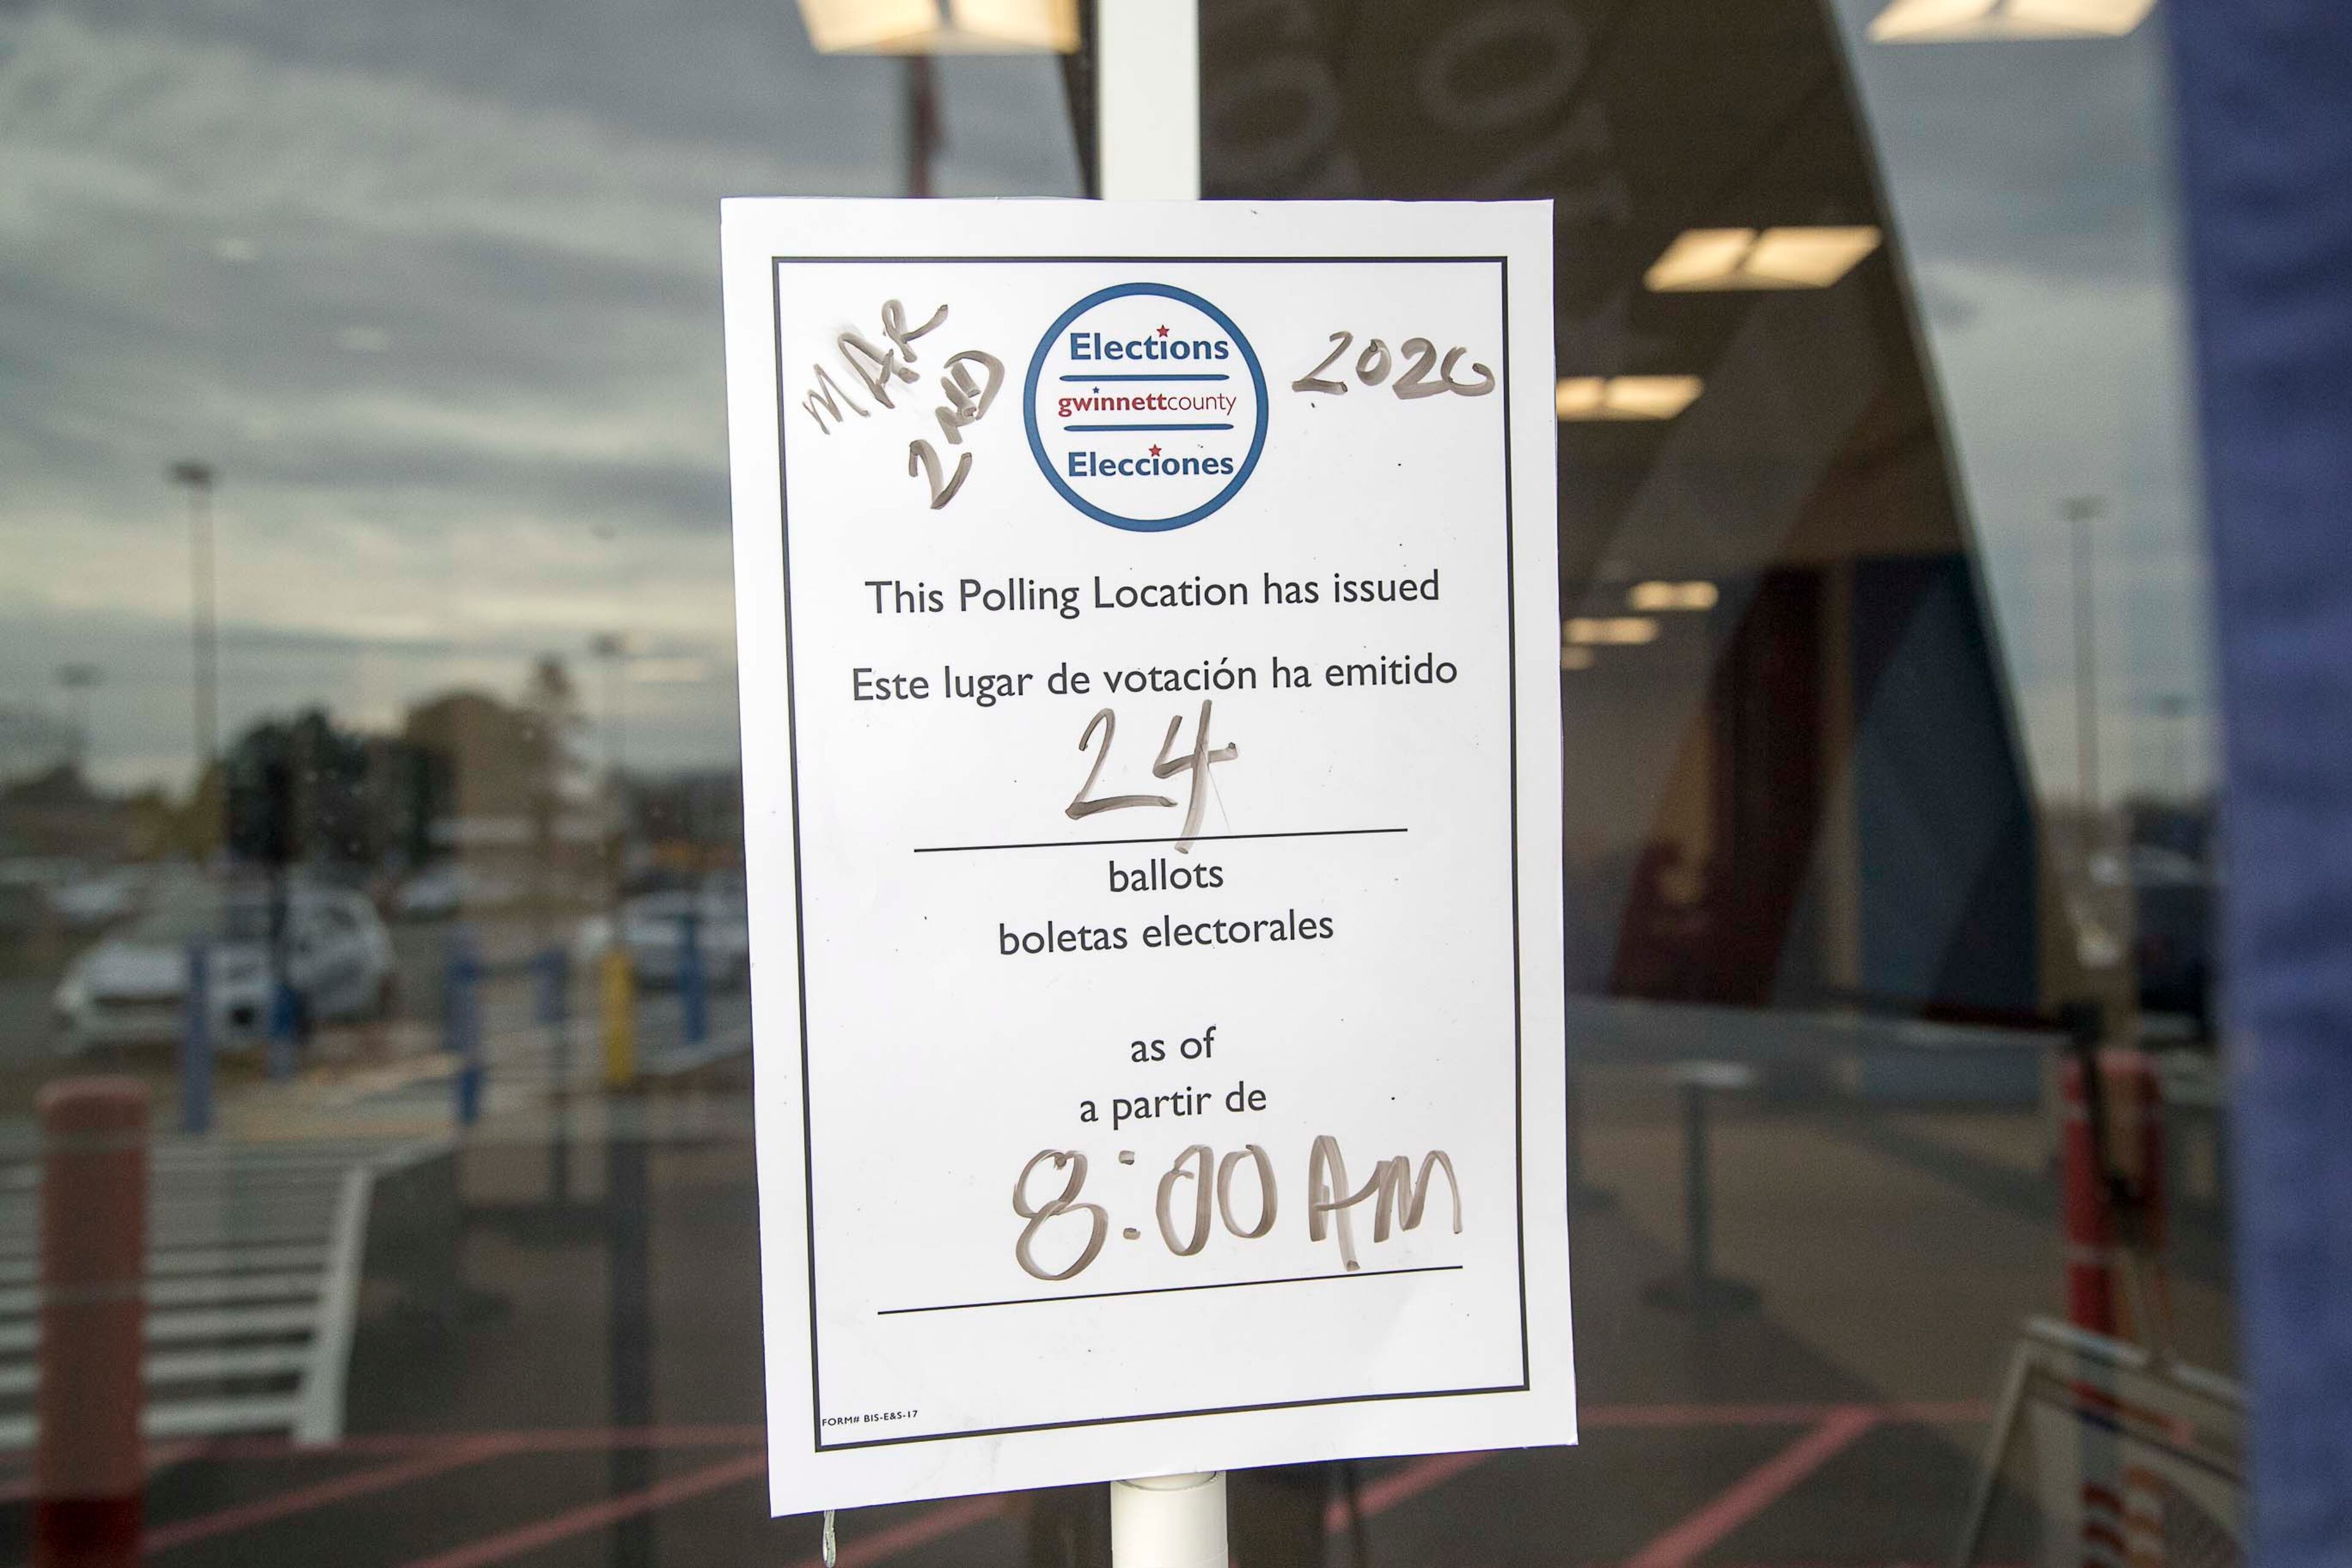 MAR
2ND
Elections
gwinnettcounty
Elecciones
2020
This Polling Location has issued
Este lugar de votación ha emitido
24
ballots
boletas electorales
as of
a partir de
8:00 AM
FORM# BIS-E&S-17